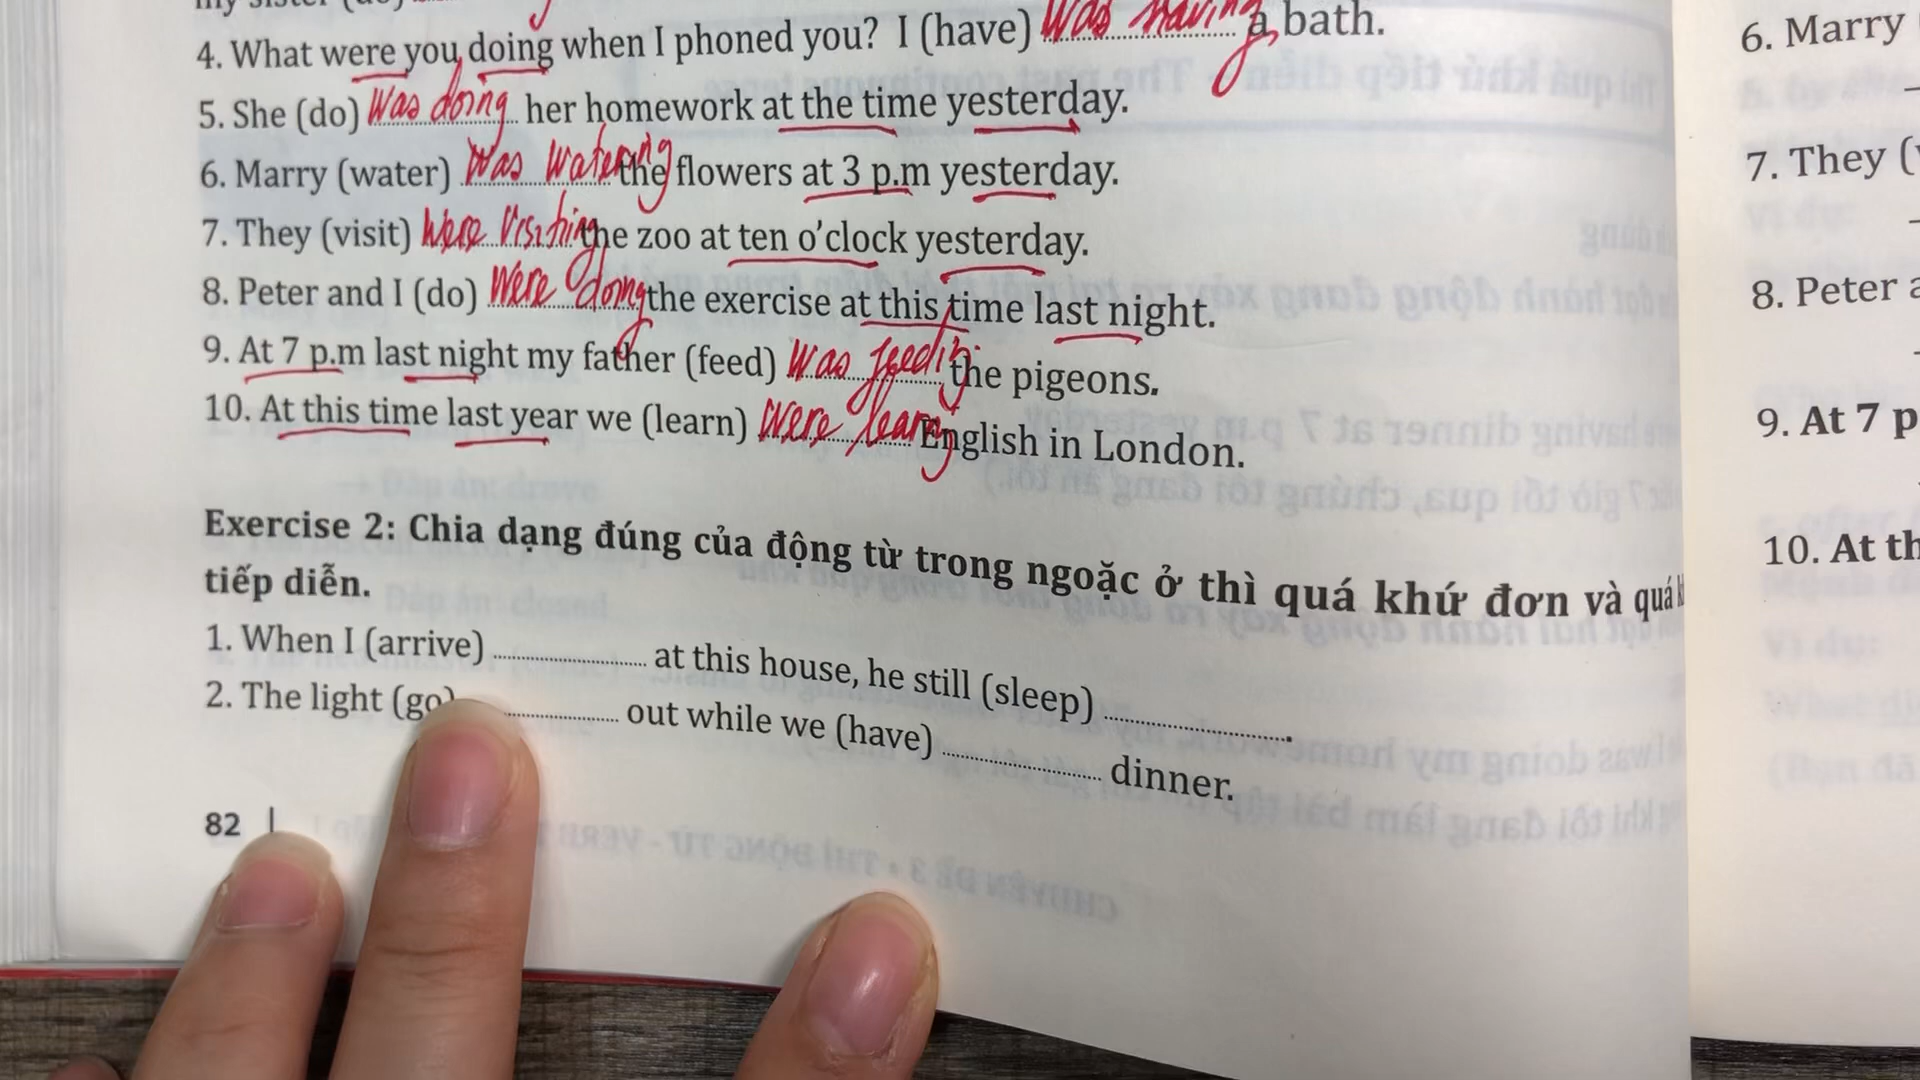 my sister (do)
4. What were you doing when I phoned you? I (have) was having a bath.
5. She (do) was doing her homework at the time yesterday.
6. Marry (water) was watering the flowers at 3 p.m yesterday.
7. They (visit) were visiting the zoo at ten o'clock yesterday.
8. Peter and I (do) were doing the exercise at this time last night.
9. At 7 p.m last night my father (feed) was feeding the pigeons.
10. At this time last year we (learn) were learning English in London.
Exercise 2: Chia dạng đúng của động từ trong ngoặc ở thì quá khứ đơn và quá
tiếp diễn.
1. When I (arrive) ........ at this house, he still (sleep) ........
2. The light (go) ........ out while we (have) ........ dinner.
82
6. Marry
7. They
8. Peter
9. At 7
10. At